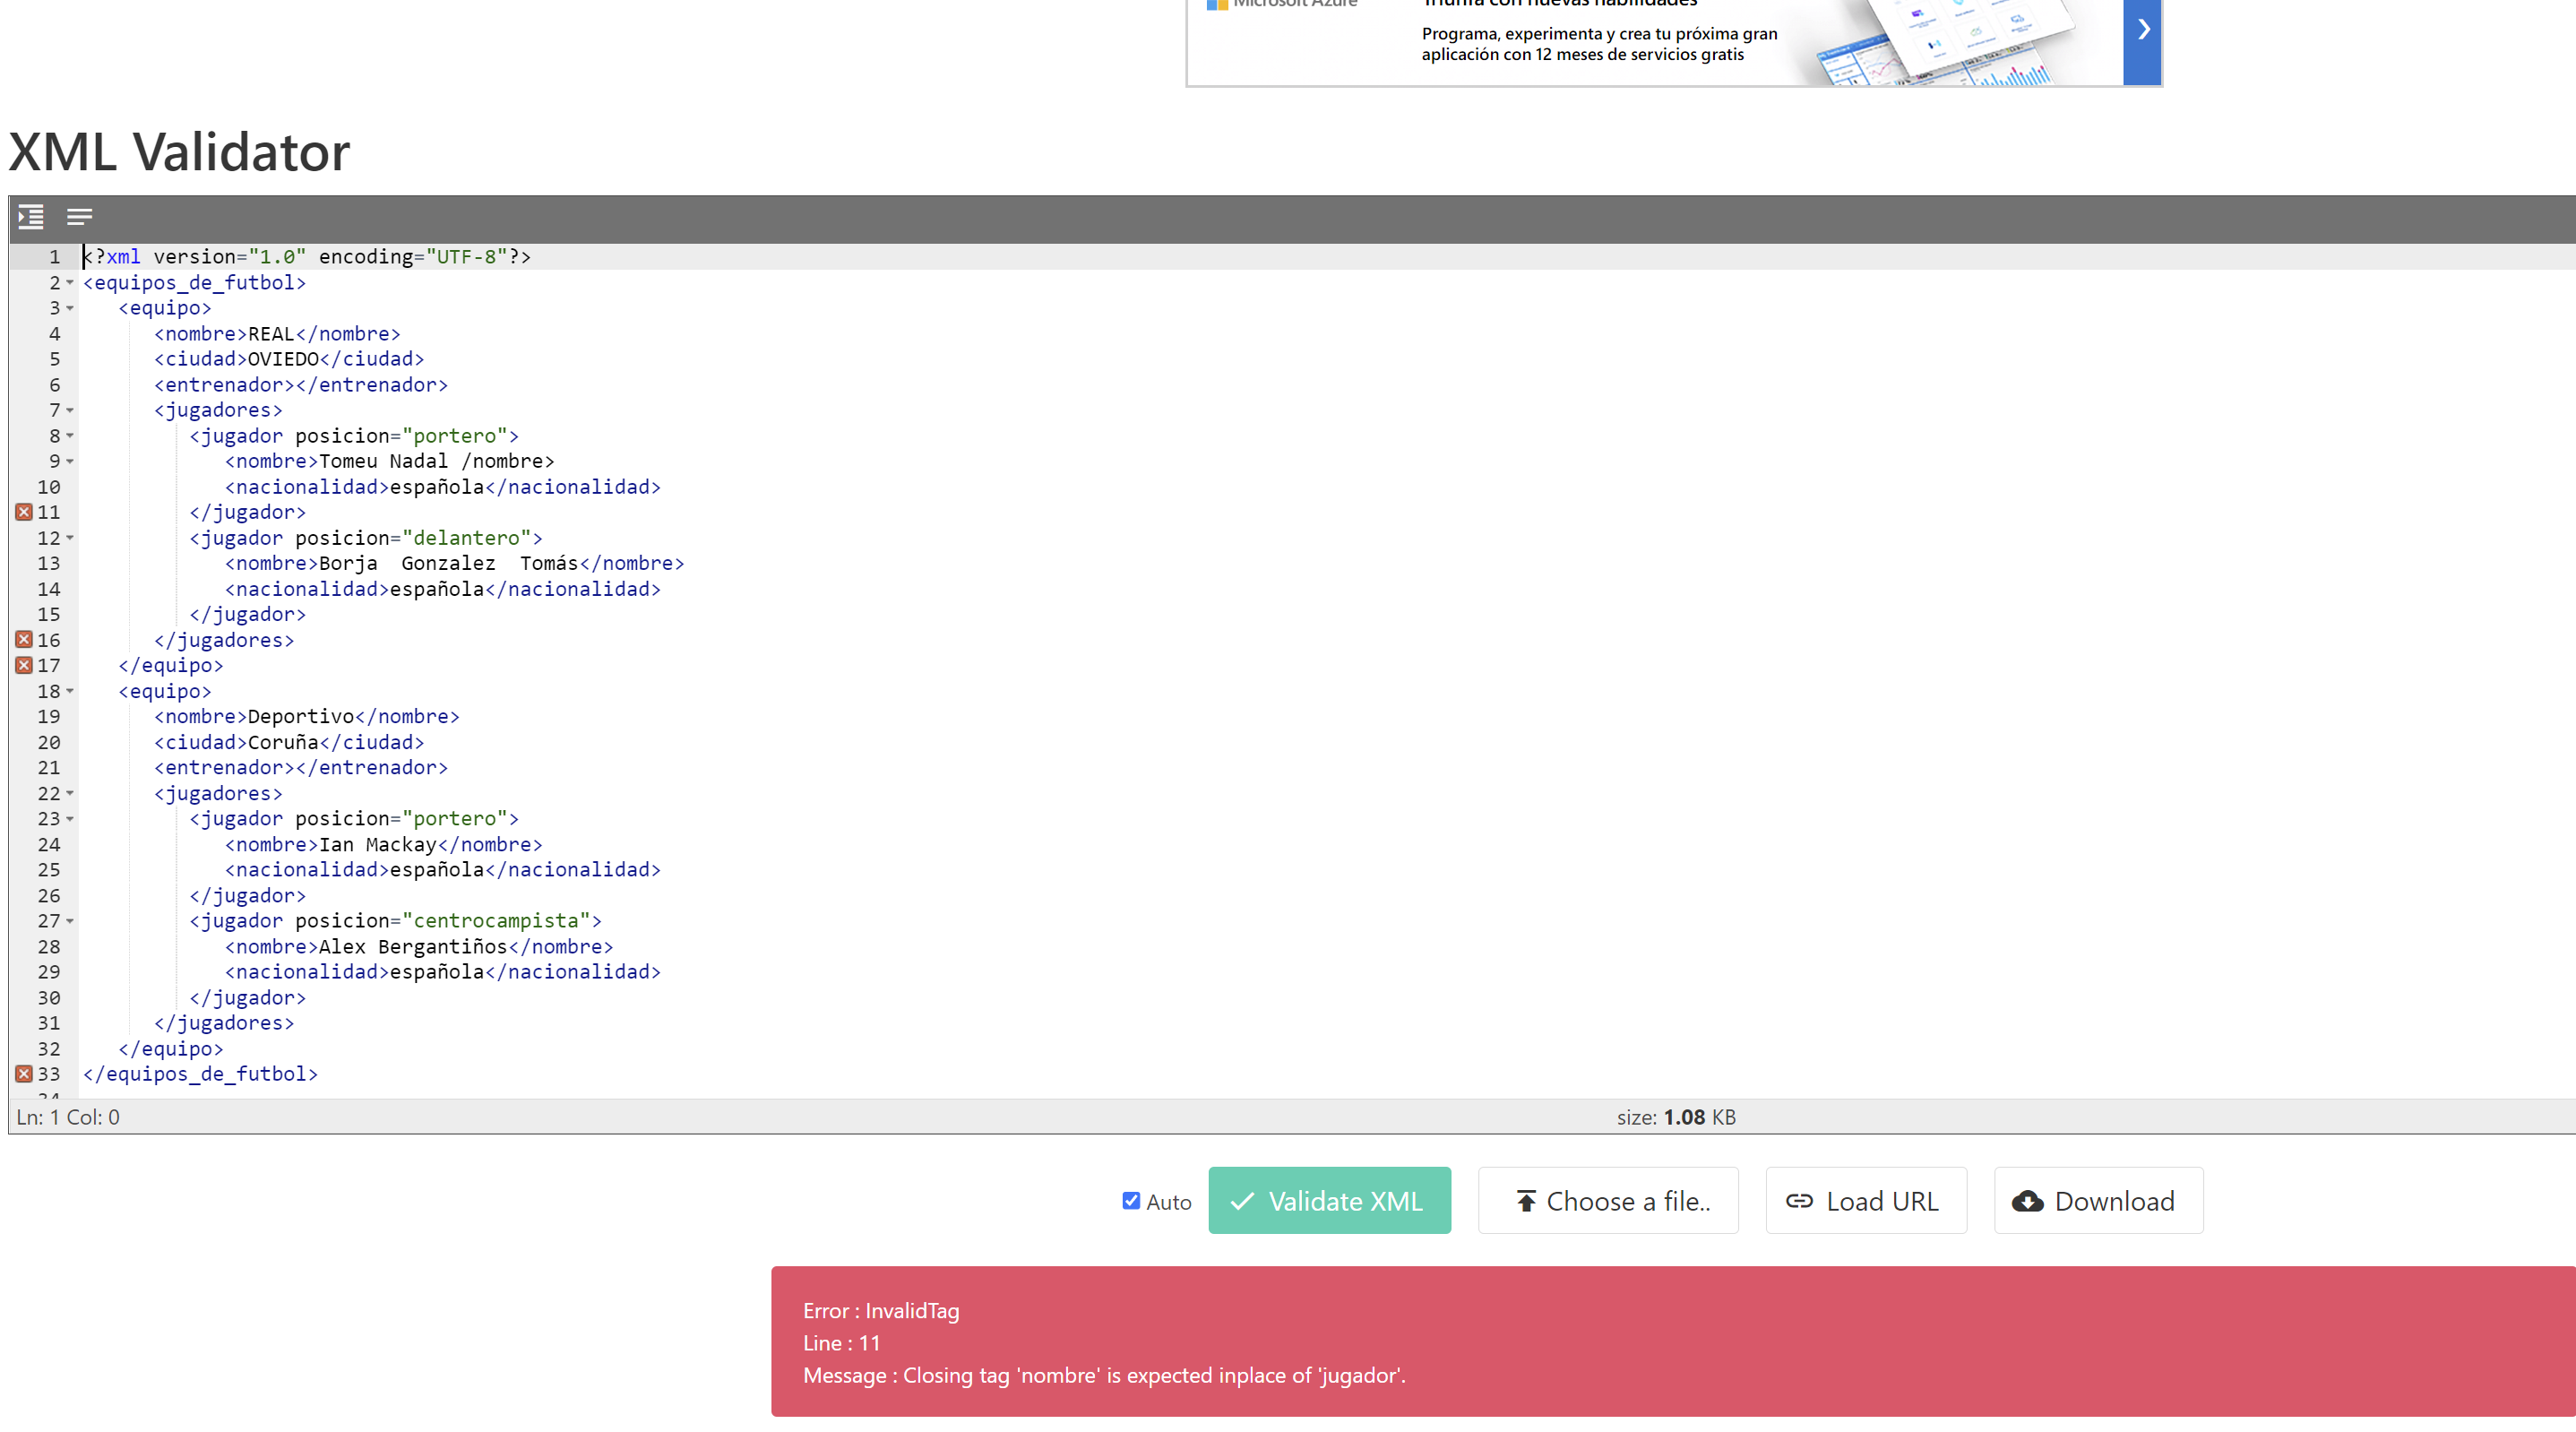 Microsoft Azure
Triunfa con nuevas habilidades
Programa, experimenta y crea tu próxima gran
aplicación con 12 meses de servicios gratis
XML Validator
1 <?xml version="1.0" encoding="UTF-8"?>
2 <equipos_de_futbol>
3 <equipo>
4 <nombre>REAL</nombre>
5 <ciudad>OVIEDO</ciudad>
6 <entrenador></entrenador>
7 <jugadores>
8 <jugador posicion="portero">
9 <nombre>Tomeu Nadal /nombre>
10 <nacionalidad>española</nacionalidad>
11 </jugador>
12 <jugador posicion="delantero">
13 <nombre>Borja  Gonzalez  Tomás</nombre>
14 <nacionalidad>española</nacionalidad>
15 </jugador>
16 </jugadores>
17 </equipo>
18 <equipo>
19 <nombre>Deportivo</nombre>
20 <ciudad>Coruña</ciudad>
21 <entrenador></entrenador>
22 <jugadores>
23 <jugador posicion="portero">
24 <nombre>Ian Mackay</nombre>
25 <nacionalidad>española</nacionalidad>
26 </jugador>
27 <jugador posicion="centrocampista">
28 <nombre>Alex Bergantiños</nombre>
29 <nacionalidad>española</nacionalidad>
30 </jugador>
31 </jugadores>
32 </equipo>
33 </equipos_de_futbol>
34
Ln: 1 Col: 0 size: 1.08 KB
Auto Validate XML Choose a file.. Load URL Download
Error : InvalidTag
Line : 11
Message : Closing tag 'nombre' is expected inplace of 'jugador'.